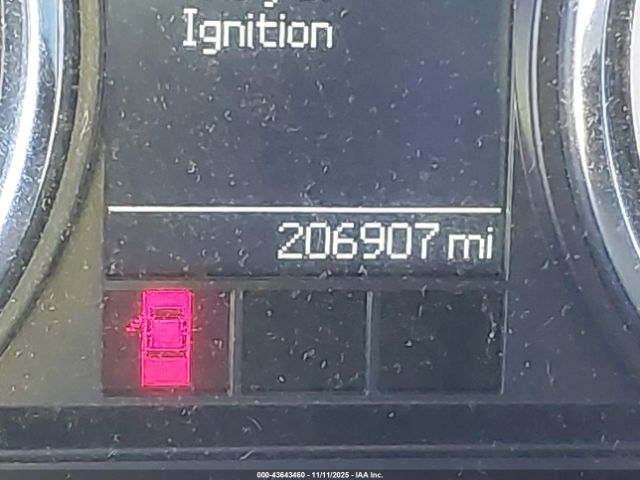 Ignition
206907 mi
000-43643460 - 11/11/2025 - IAA Inc.